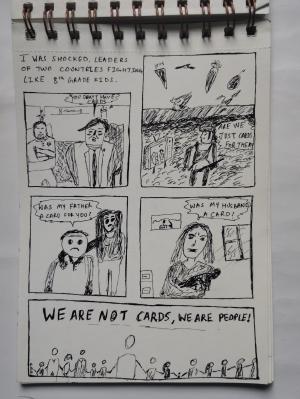 I WAS SHOCKED, LEADERS
OF TWO COUNTRIES FIGHTING
LIKE 8TH GRADE KIDS.
YOU DON'T HAVE
CARDS
ARE WE
JUST CARDS
FOR THEM?
WAS MY FATHER
A CARD FOR YOU?
WAS MY HUSBAND
A CARD?
WE ARE NOT CARDS, WE ARE PEOPLE!